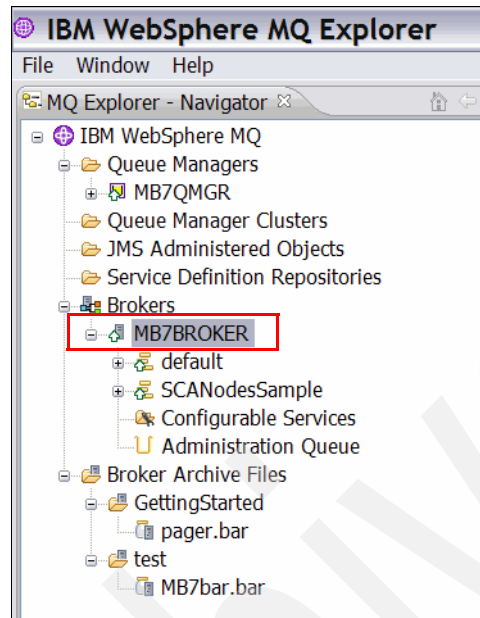 IBM WebSphere MQ Explorer
File Window Help
MQ Explorer - Navigator
IBM WebSphere MQ
Queue Managers
MB7QMGR
Queue Manager Clusters
JMS Administered Objects
Service Definition Repositories
Brokers
MB7BROKER
default
SCANodesSample
Configurable Services
Administration Queue
Broker Archive Files
GettingStarted
pager.bar
test
MB7bar.bar